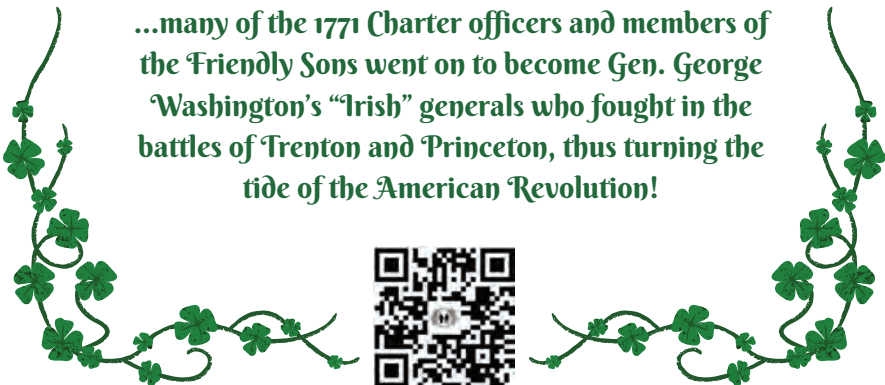 ...many of the 1771 Charter officers and members of
the Friendly Sons went on to become Gen. George
Washington's “Irish” generals who fought in the
battles of Trenton and Princeton, thus turning the
tide of the American Revolution!